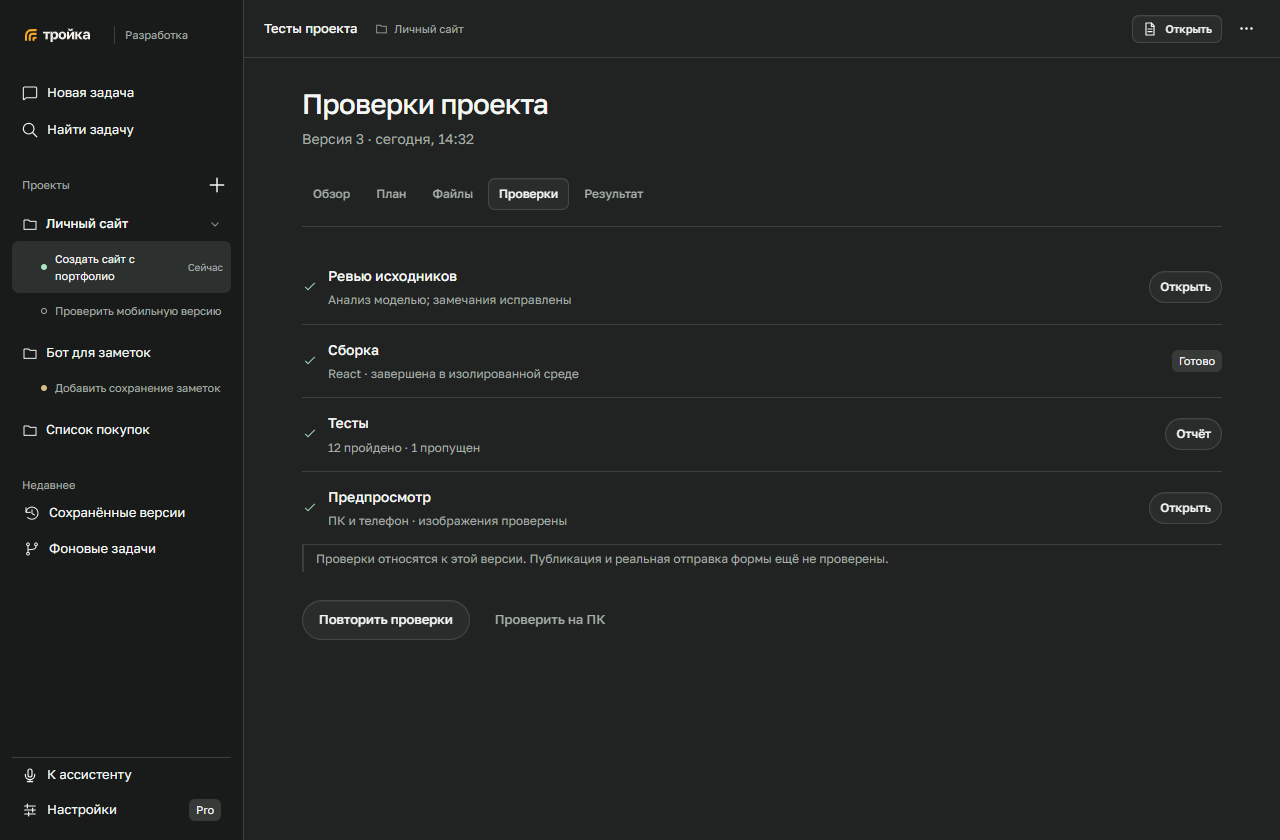 тройка
Разработка
Новая задача
Найти задачу
Проекты
Личный сайт
Создать сайт с
портфолио
Сейчас
Проверить мобильную версию
Бот для заметок
Добавить сохранение заметок
Список покупок
Недавнее
Сохранённые версии
Фоновые задачи
К ассистенту
Настройки
Pro
Тесты проекта
Личный сайт
Открыть
Проверки проекта
Версия 3 · сегодня, 14:32
Обзор
План
Файлы
Проверки
Результат
Ревью исходников
Анализ моделью; замечания исправлены
Открыть
Сборка
React · завершена в изолированной среде
Готово
Тесты
12 пройдено · 1 пропущен
Отчёт
Предпросмотр
ПК и телефон · изображения проверены
Открыть
Проверки относятся к этой версии. Публикация и реальная отправка формы ещё не проверены.
Повторить проверки
Проверить на ПК